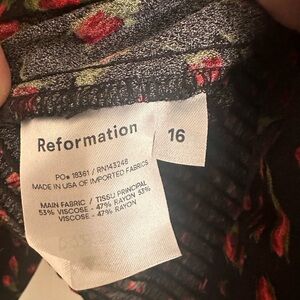 Reformation
16
PO# 18361 / RN143248
MADE IN USA OF IMPORTED FABRICS
MAIN FABRIC / TISSU PRINCIPAL
53% VISCOSE - 47% RAYON 53%
VISCOSE - 47% RAYON